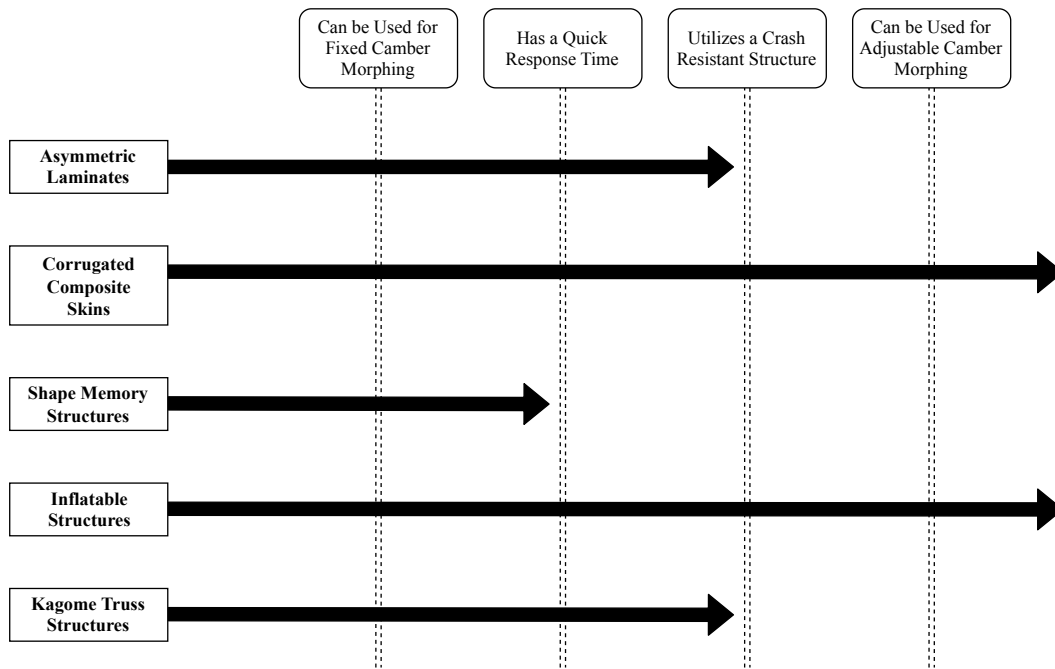 Can be Used for
Fixed Camber
Morphing
Has a Quick
Response Time
Utilizes a Crash
Resistant Structure
Can be Used for
Adjustable Camber
Morphing
Asymmetric
Laminates
Corrugated
Composite
Skins
Shape Memory
Structures
Inflatable
Structures
Kagome Truss
Structures